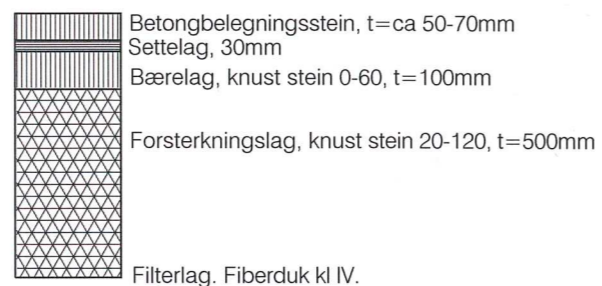 Betongbelegningsstein, t=ca 50-70mm
Settelag, 30mm
Bærelag, knust stein 0-60, t=100mm
Forsterkningslag, knust stein 20-120, t=500mm
Filterlag. Fiberduk kl IV.